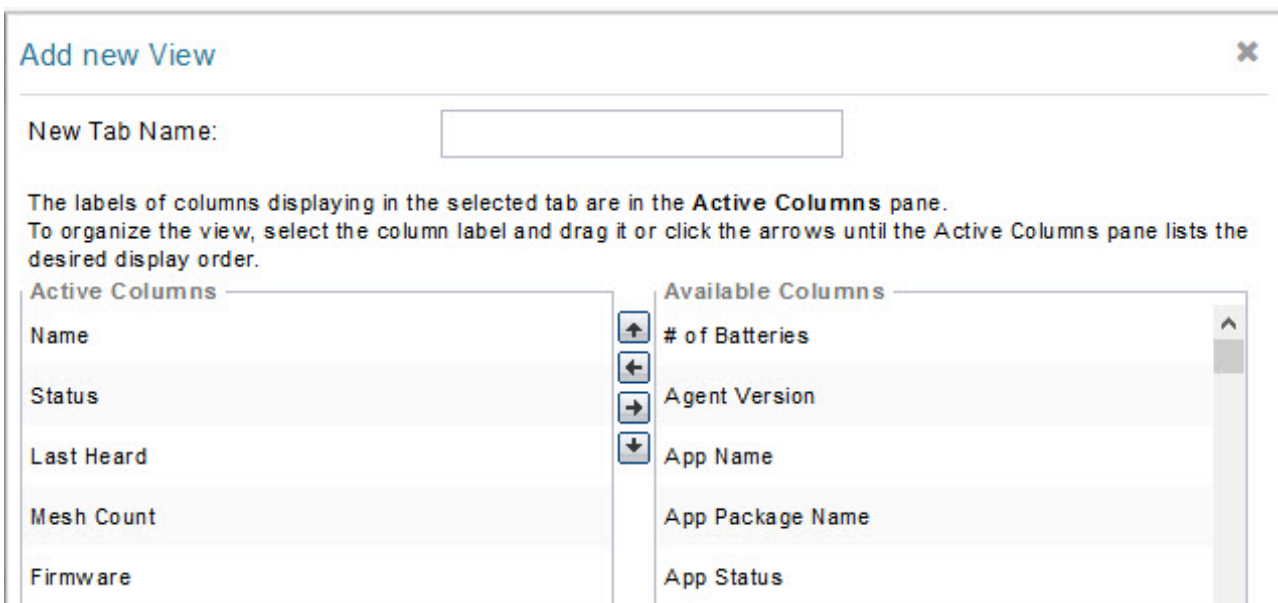 Add new View
New Tab Name:
The labels of columns displaying in the selected tab are in the Active Columns pane.
To organize the view, select the column label and drag it or click the arrows until the Active Columns pane lists the
desired display order.
Active Columns
Name
Status
Last Heard
Mesh Count
Firmware
Available Columns
# of Batteries
Agent Version
App Name
App Package Name
App Status